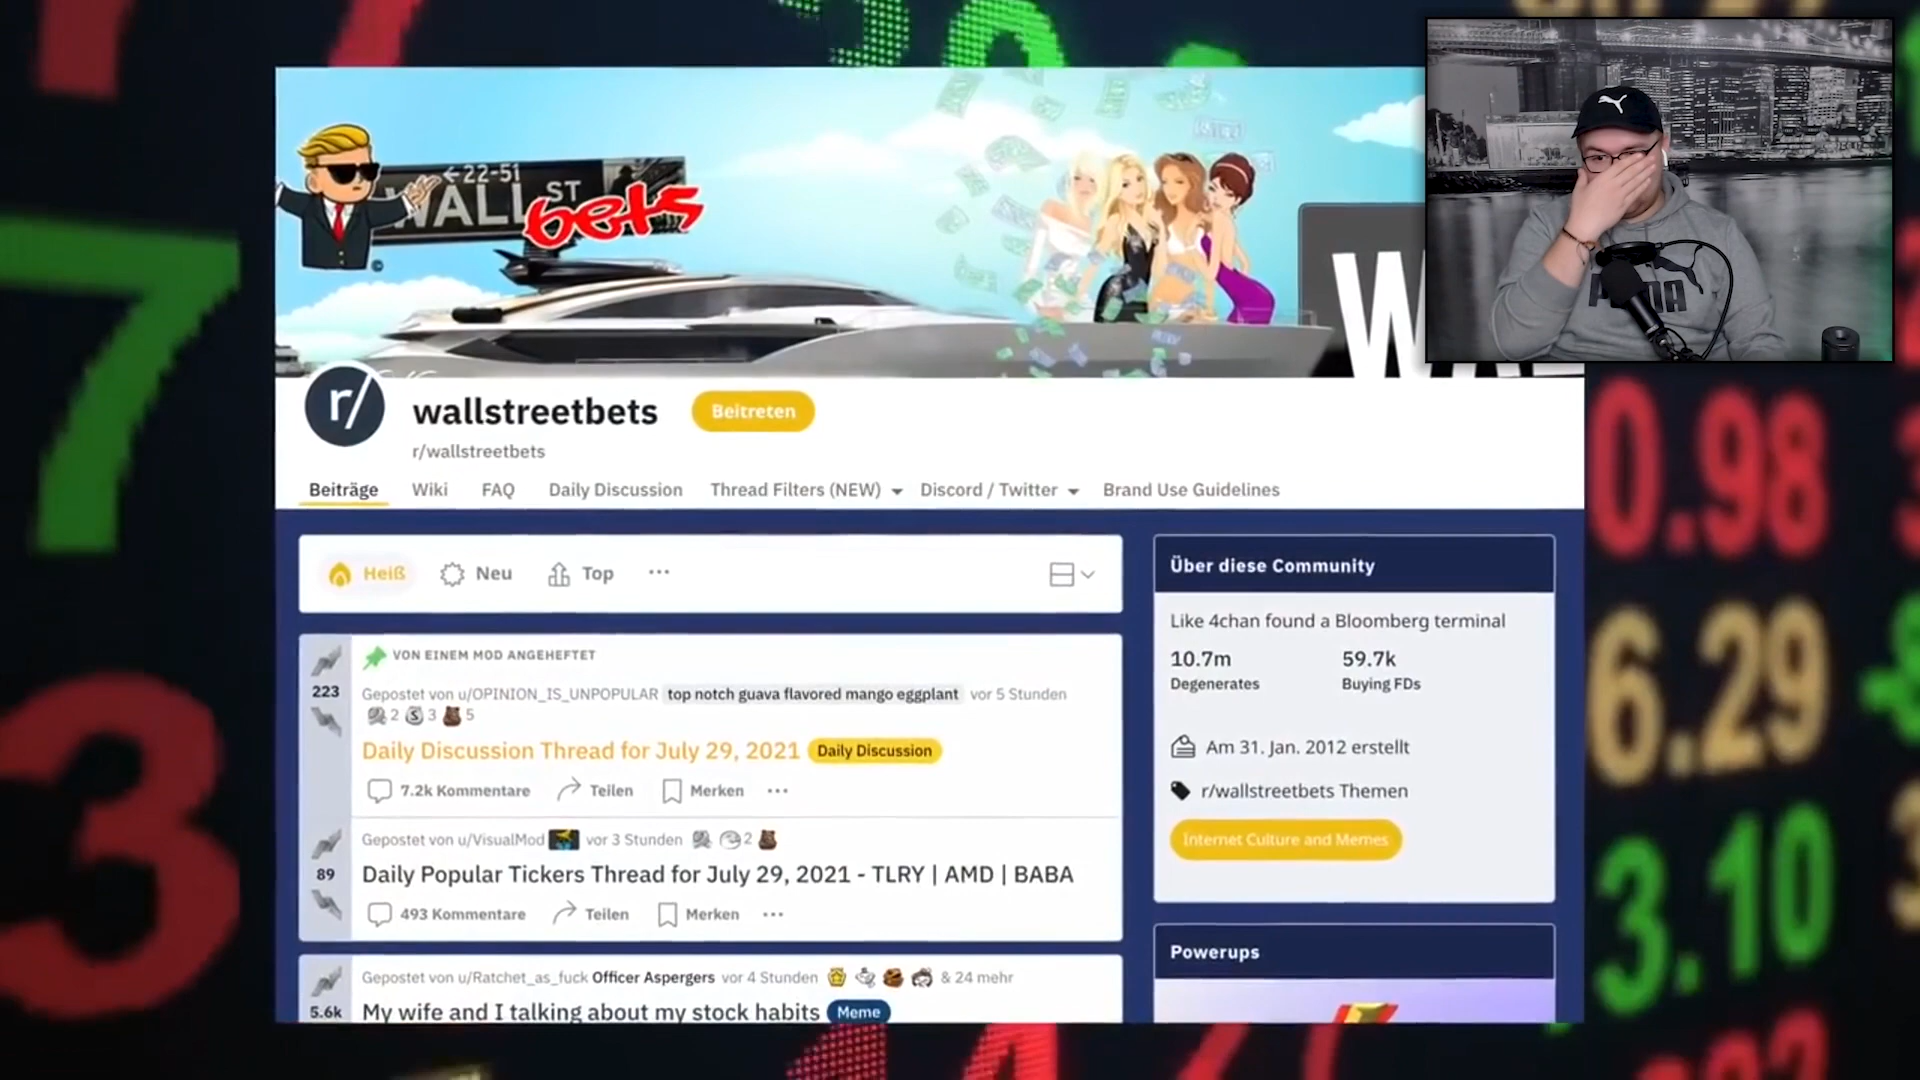 ←22-51
WALL ST
bets
r/
wallstreetbets
Beitreten
r/wallstreetbets
Beiträge Wiki FAQ Daily Discussion Thread Filters (NEW) Discord / Twitter Brand Use Guidelines
Heiß Neu Top ···
VON EINEM MOD ANGEHEFTET
223
Gepostet von u/OPINION_IS_UNPOPULAR top notch guava flavored mango eggplant vor 5 Stunden
2 3 5
Daily Discussion Thread for July 29, 2021 Daily Discussion
7.2k Kommentare Teilen Merken ···
Gepostet von u/VisualMod vor 3 Stunden 2
89
Daily Popular Tickers Thread for July 29, 2021 - TLRY | AMD | BABA
493 Kommentare Teilen Merken ···
Gepostet von u/Ratchet_as_fuck Officer Aspergers vor 4 Stunden & 24 mehr
5.6k
My wife and I talking about my stock habits Meme
Über diese Community
Like 4chan found a Bloomberg terminal
10.7m 59.7k
Degenerates Buying FDs
Am 31. Jan. 2012 erstellt
r/wallstreetbets Themen
Internet Culture and Memes
Powerups
7
3
0.98
6.29
3.10